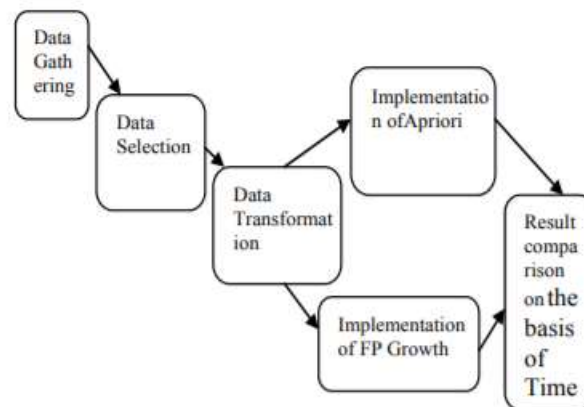 Data
Gath
ering
Data
Selection
Data
Transformat
ion
Implementatio
n ofApriori
Implementation
of FP Growth
Result
compa
rison
on the
basis
of
Time